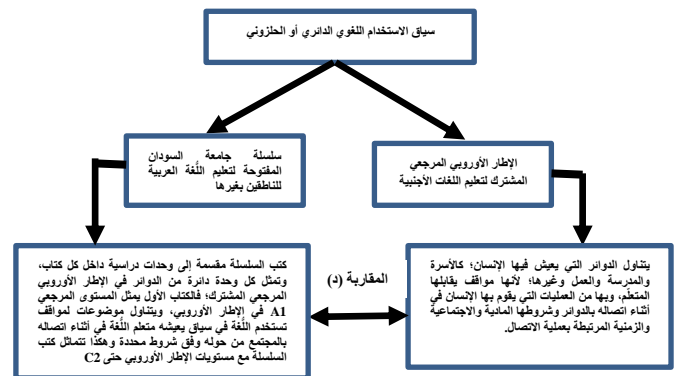 سياق الاستخدام اللغوي الدائري أو الحلزوني
الإطار الأوروبي المرجعي
المشترك لتعليم اللغات الأجنبية
سلسلة جامعة السودان
المفتوحة لتعليم اللُّغة العربية
للناطقين بغيرها
يتناول الدوائر التي يعيش فيها الإنسان؛ كالأسرة
والمدرسة والعمل وغيرها؛ لأنها مواقف يقابلها
المتعلّم، وبها من العمليات التي يقوم بها الإنسان في
أثناء اتصاله بالدوائر وشروطها المادية والاجتماعية
والزمنية المرتبطة بعملية الاتصال.
المقاربة (د)
كتب السلسلة مقسمة إلى وحدات دراسية داخل كل كتاب،
وتمثل كل وحدة دائرة من الدوائر في الإطار الأوروبي
المرجعي المشترك؛ فالكتاب الأول يمثل المستوى المرجعي
A1 في الإطار الأوروبي، ويتناول موضوعات لمواقف
تستخدم اللُّغة في سياق يعيشه متعلم اللُّغة في أثناء اتصاله
بالمجتمع من حوله وفق شروط محددة وهكذا تتماثل كتب
السلسلة مع مستويات الإطار الأوروبي حتى C2